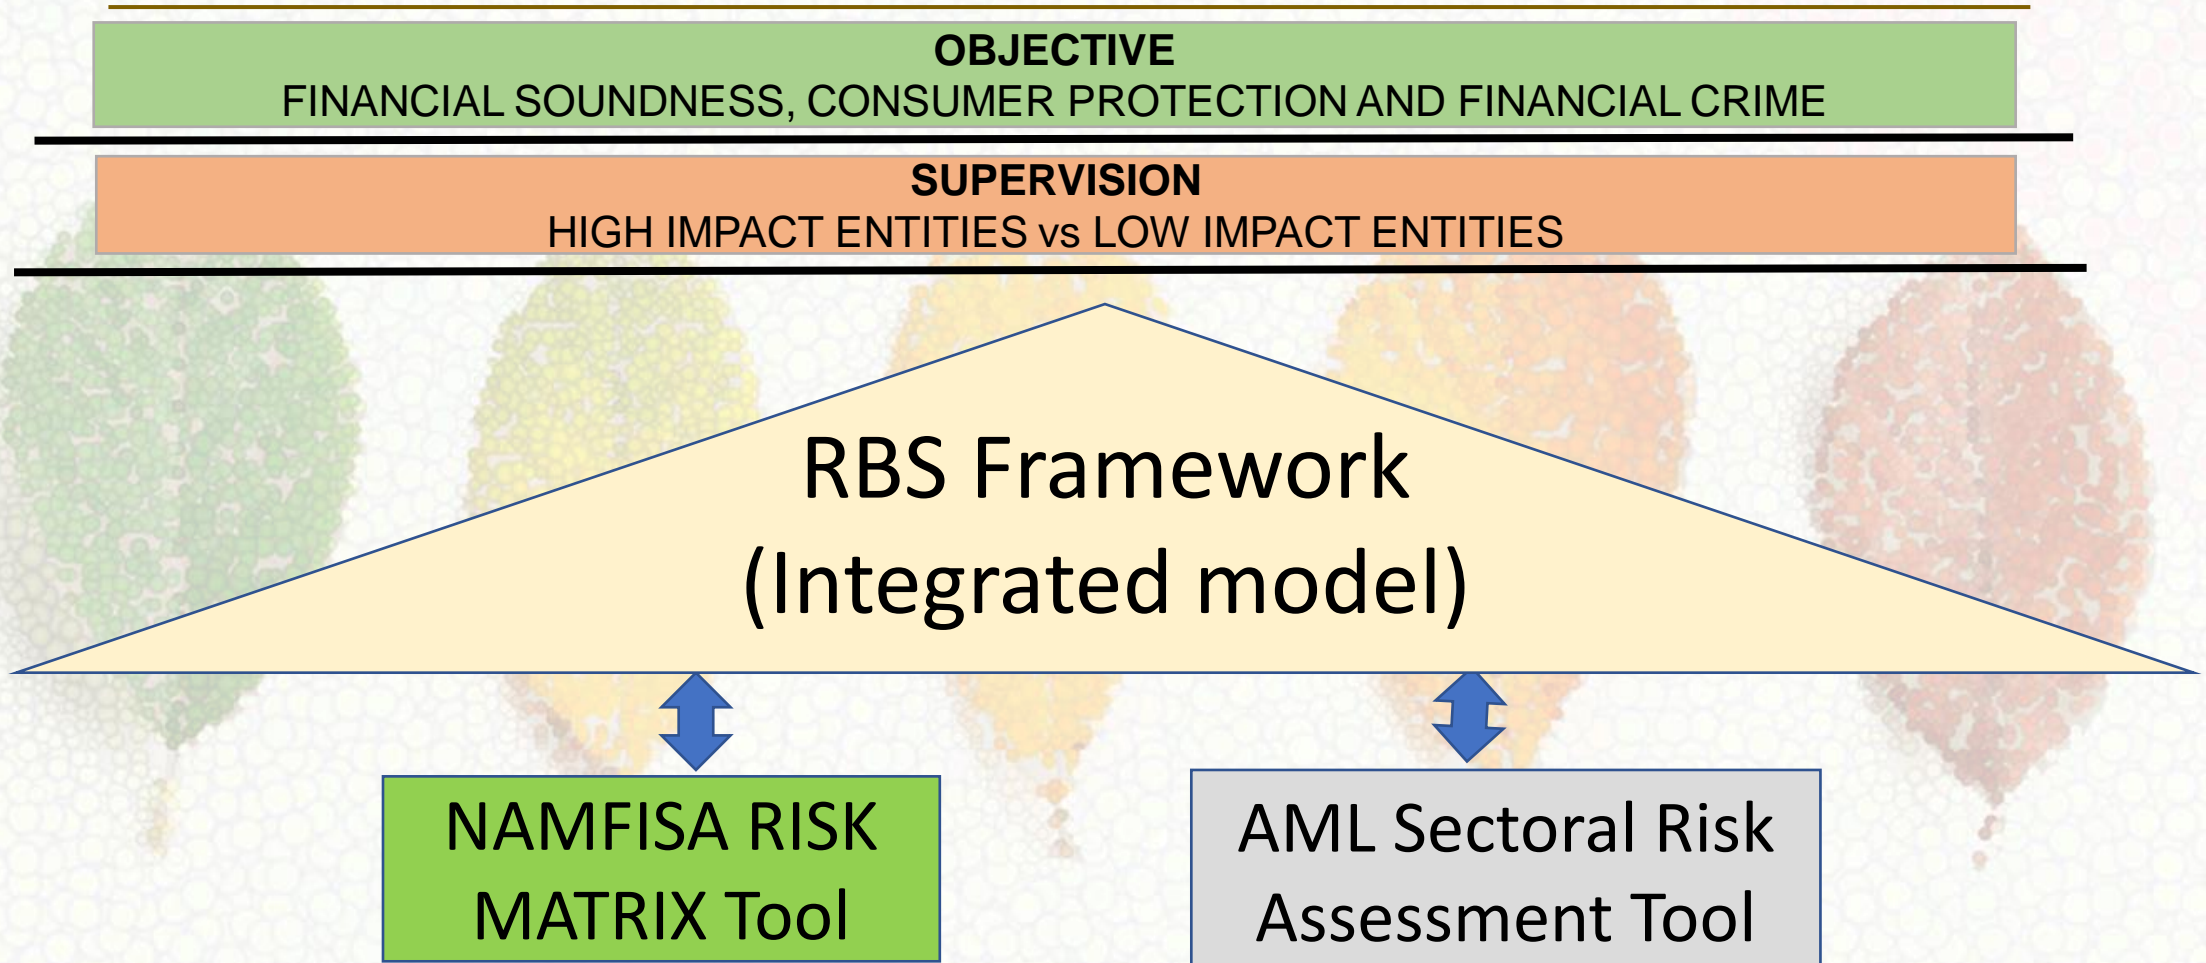 OBJECTIVE
FINANCIAL SOUNDNESS, CONSUMER PROTECTION AND FINANCIAL CRIME
SUPERVISION
HIGH IMPACT ENTITIES vs LOW IMPACT ENTITIES
RBS Framework
(Integrated model)
NAMFISA RISK
MATRIX Tool
AML Sectoral Risk
Assessment Tool